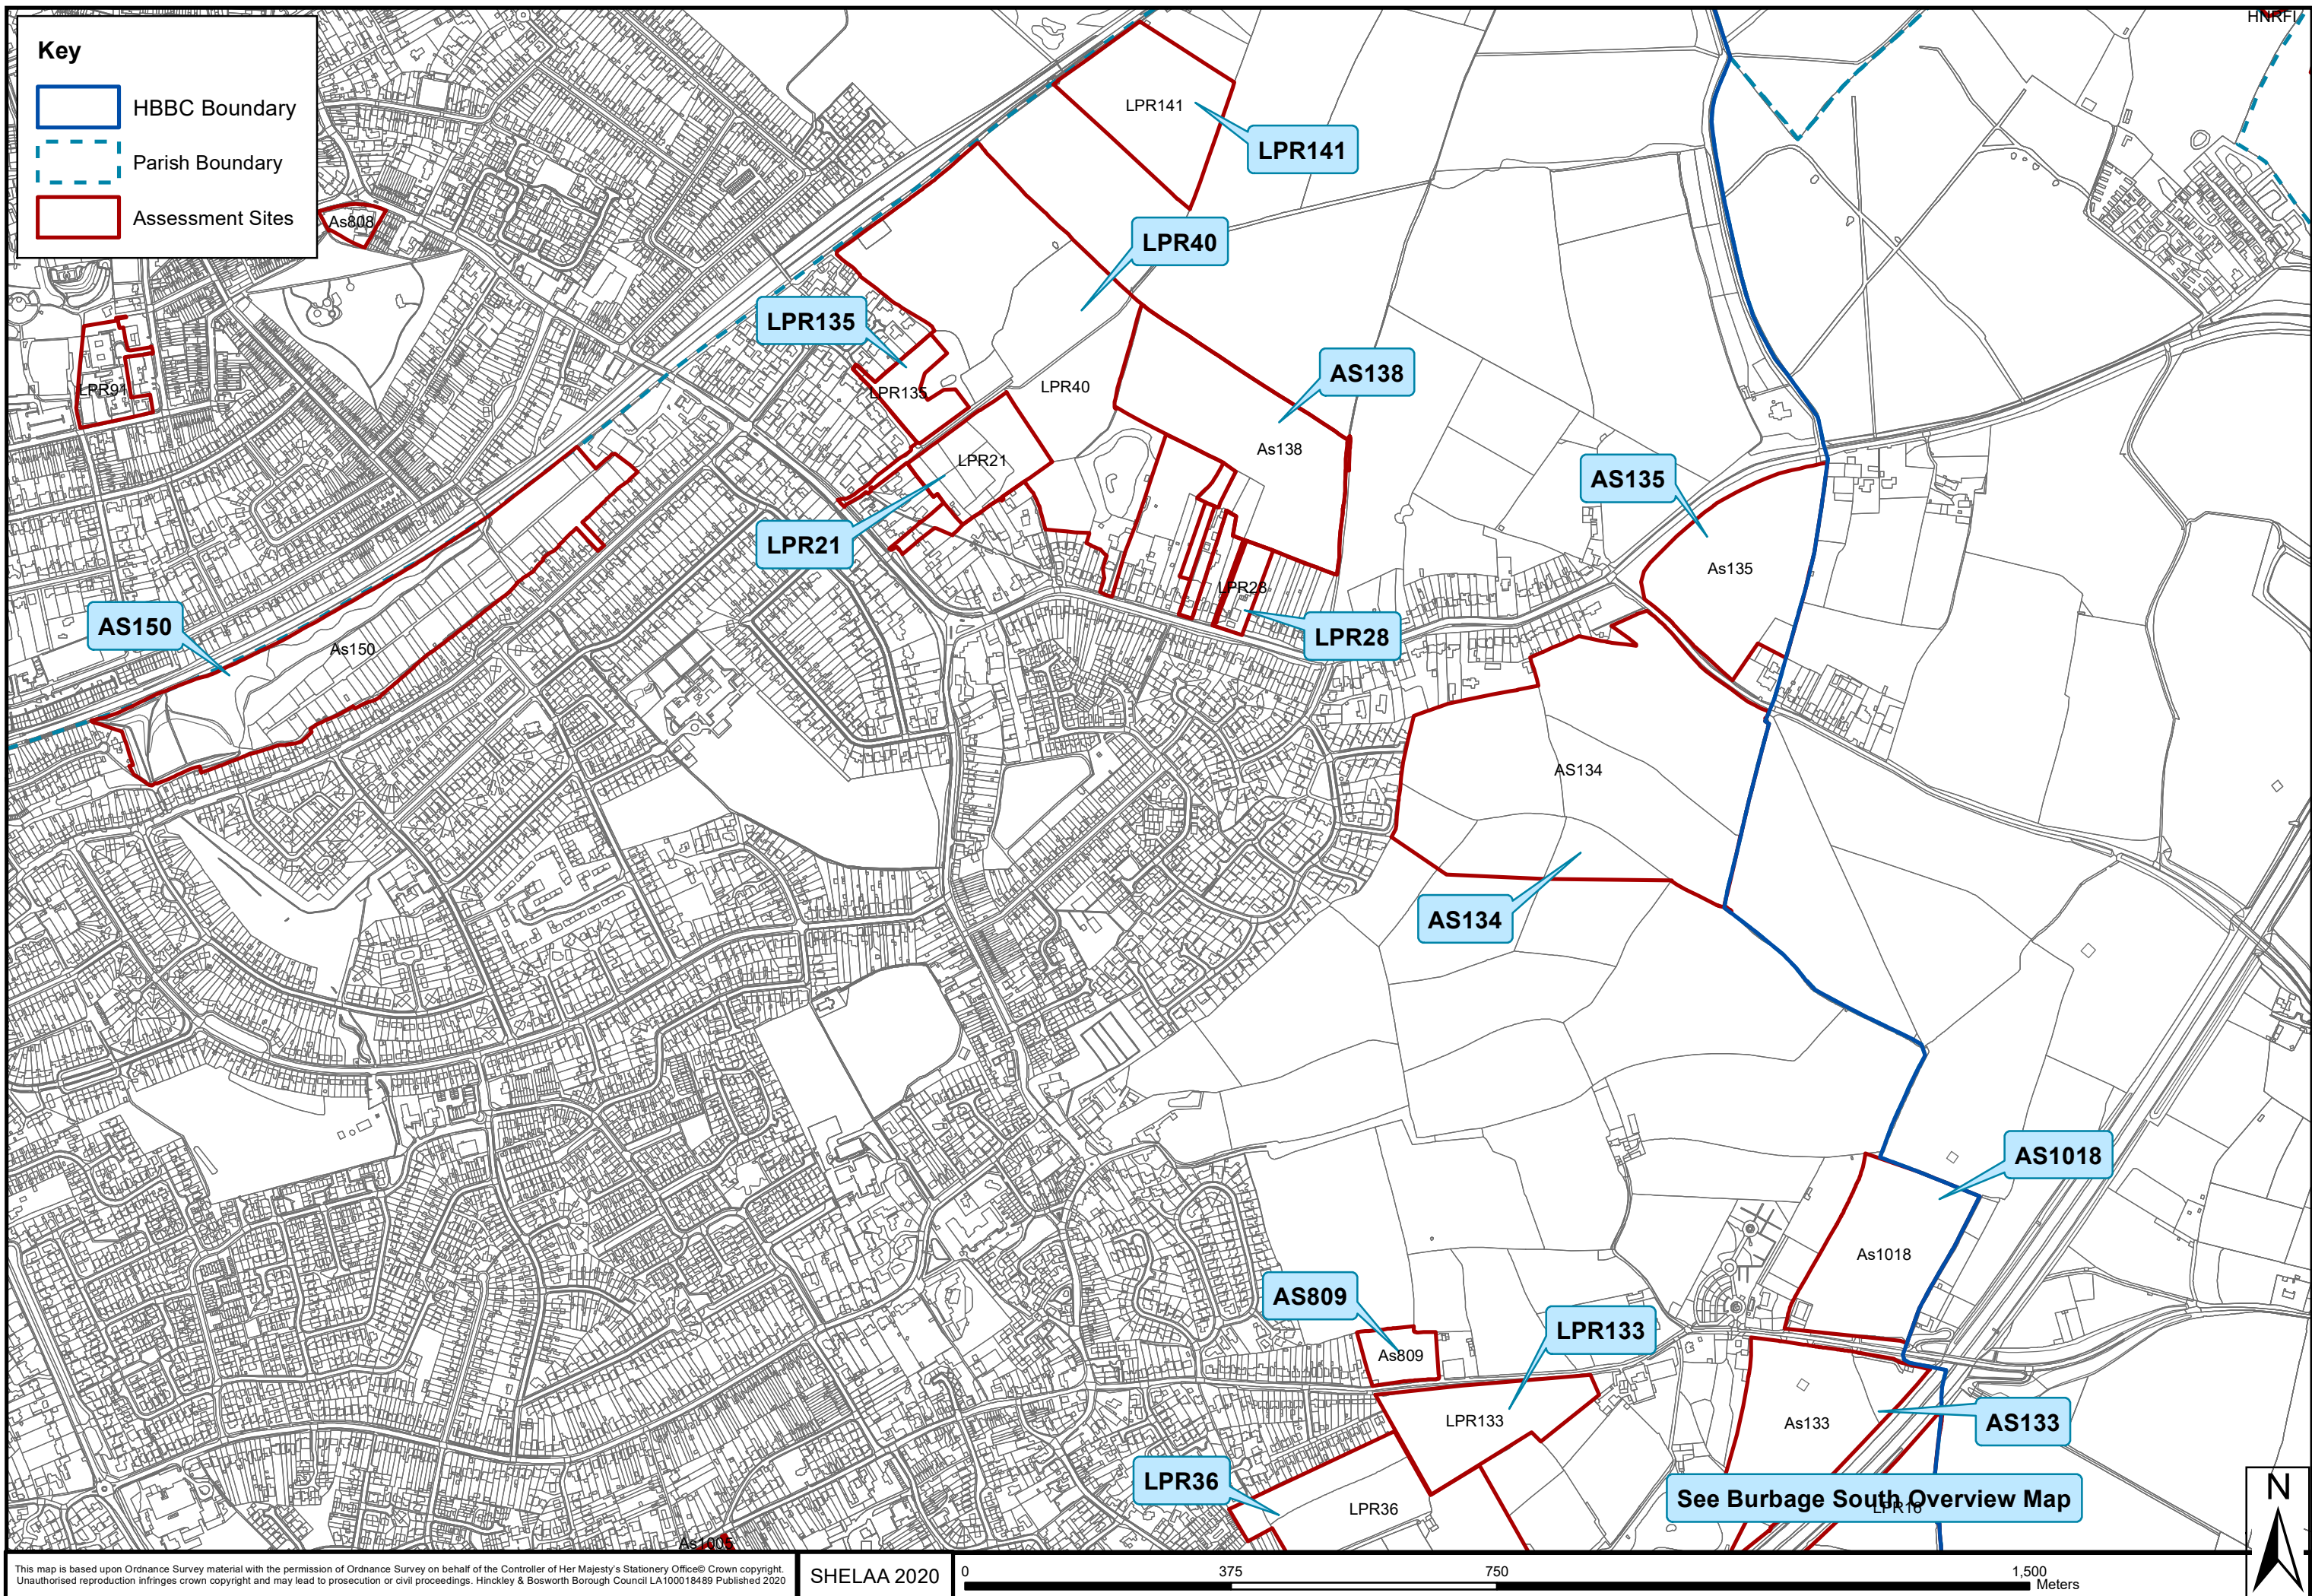 Key
HBBC Boundary
Parish Boundary
Assessment Sites
HNRFI
LPR141
LPR141
As808
LPR40
LPR135
AS138
LPR91
LPR135
LPR40
As138
LPR21
AS135
LPR21
As135
LPR28
AS150
LPR28
As150
AS134
AS134
AS1018
As1018
AS809
LPR133
As809
LPR133
As133
AS133
LPR36
See Burbage South Overview Map
LPR16
LPR36
As1005
N
This map is based upon Ordnance Survey material with the permission of Ordnance Survey on behalf of the Controller of Her Majesty's Stationery Office© Crown copyright.
Unauthorised reproduction infringes crown copyright and may lead to prosecution or civil proceedings. Hinckley & Bosworth Borough Council LA100018489 Published 2020
SHELAA 2020
0 375 750 1,500
Meters